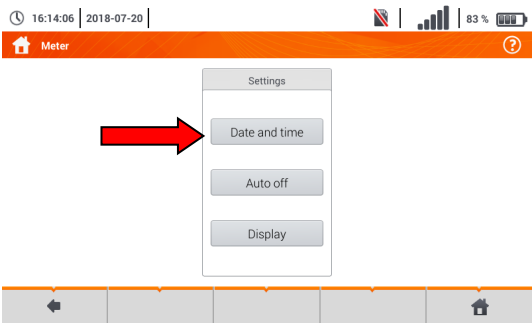 16:14:06 2018-07-20 83 %
Meter ?
Settings
Date and time
Auto off
Display